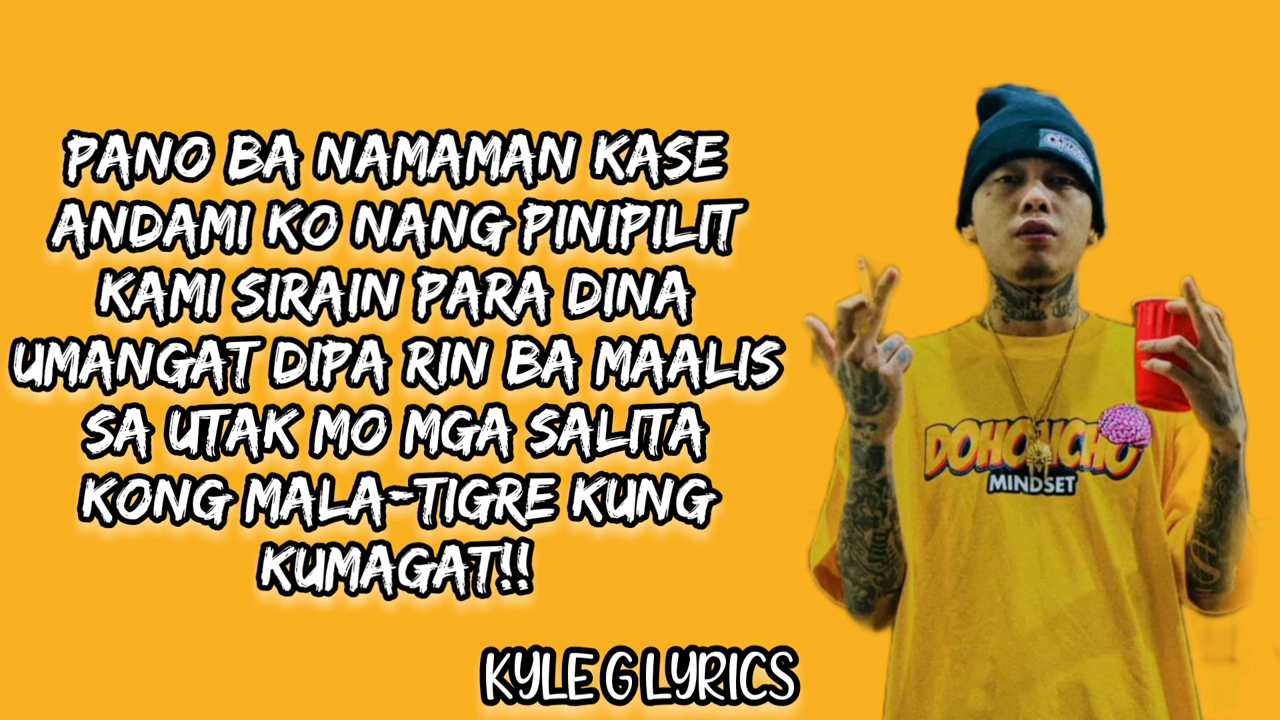 PANO BA NAMAMAN KASE
ANDAMI KO NANG PINIPILIT
KAMI SIRAIN PARA DINA
UMANGAT DIPA RIN BA MAALIS
SA UTAK MO MGA SALITA
KONG MALA-TIGRE KUNG
KUMAGAT!!
KYLE G LYRICS
MINDSET